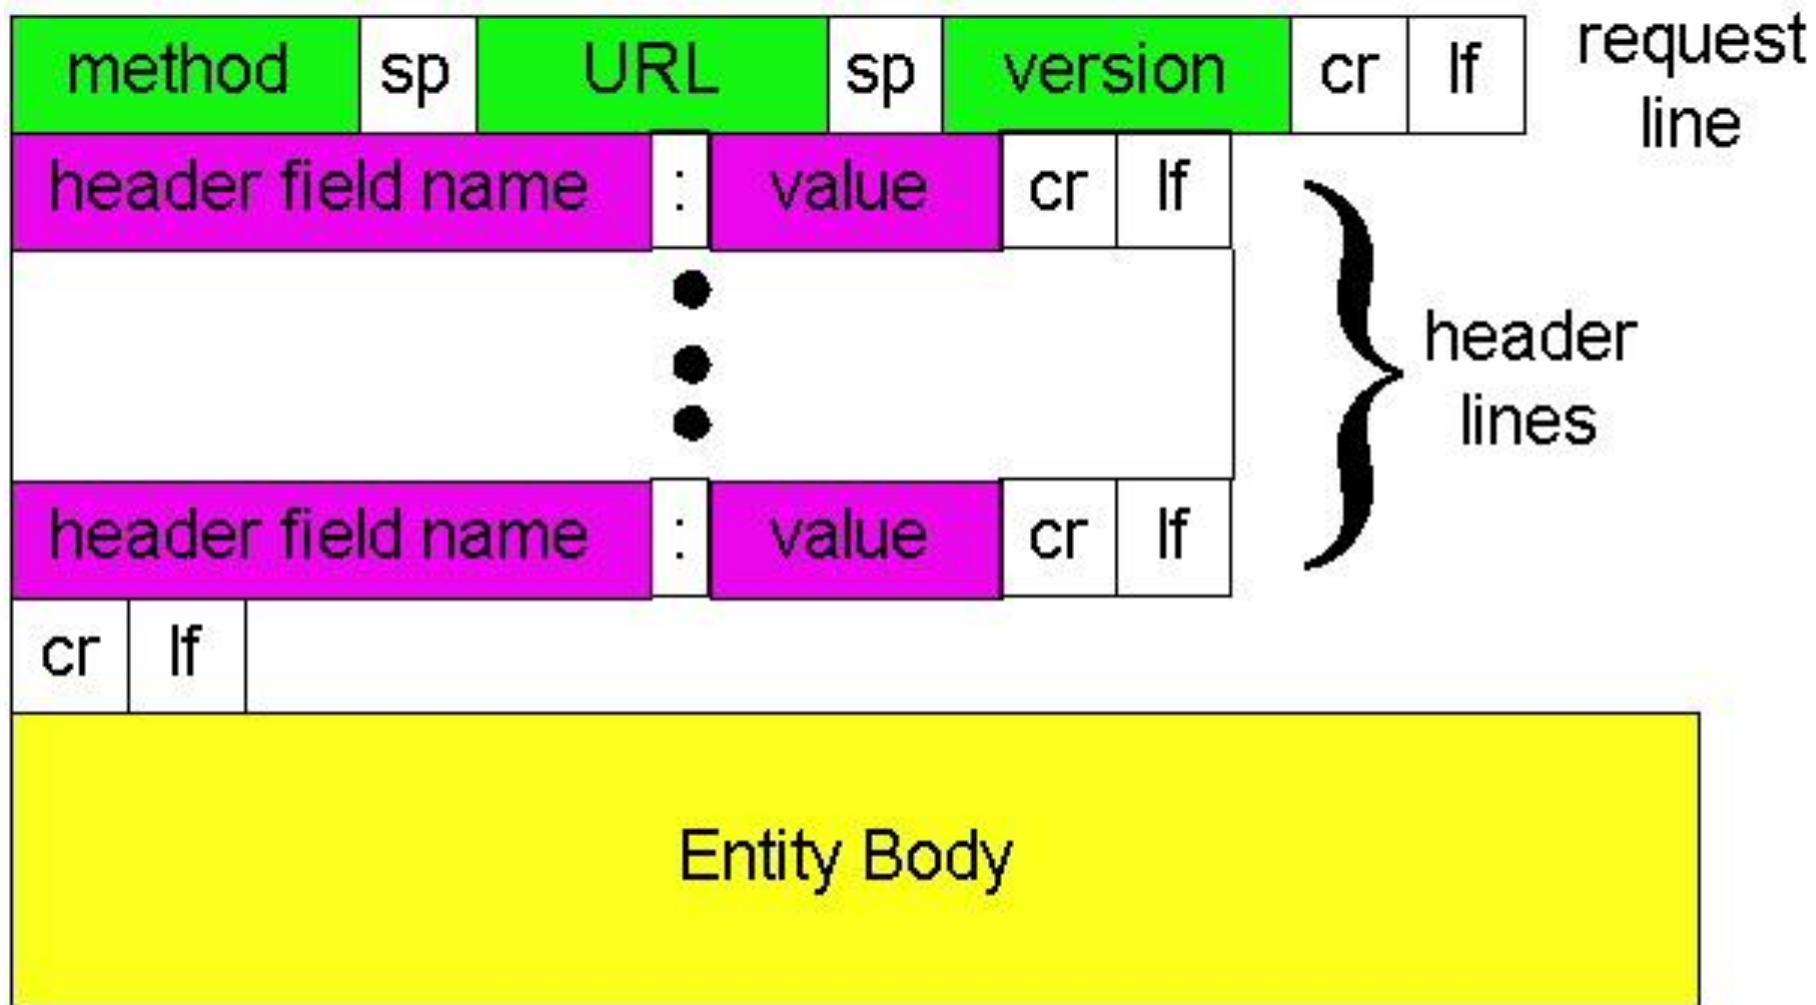 method sp URL sp version cr lf request
line
header field name : value cr lf
header
lines
header field name : value cr lf
cr lf
Entity Body